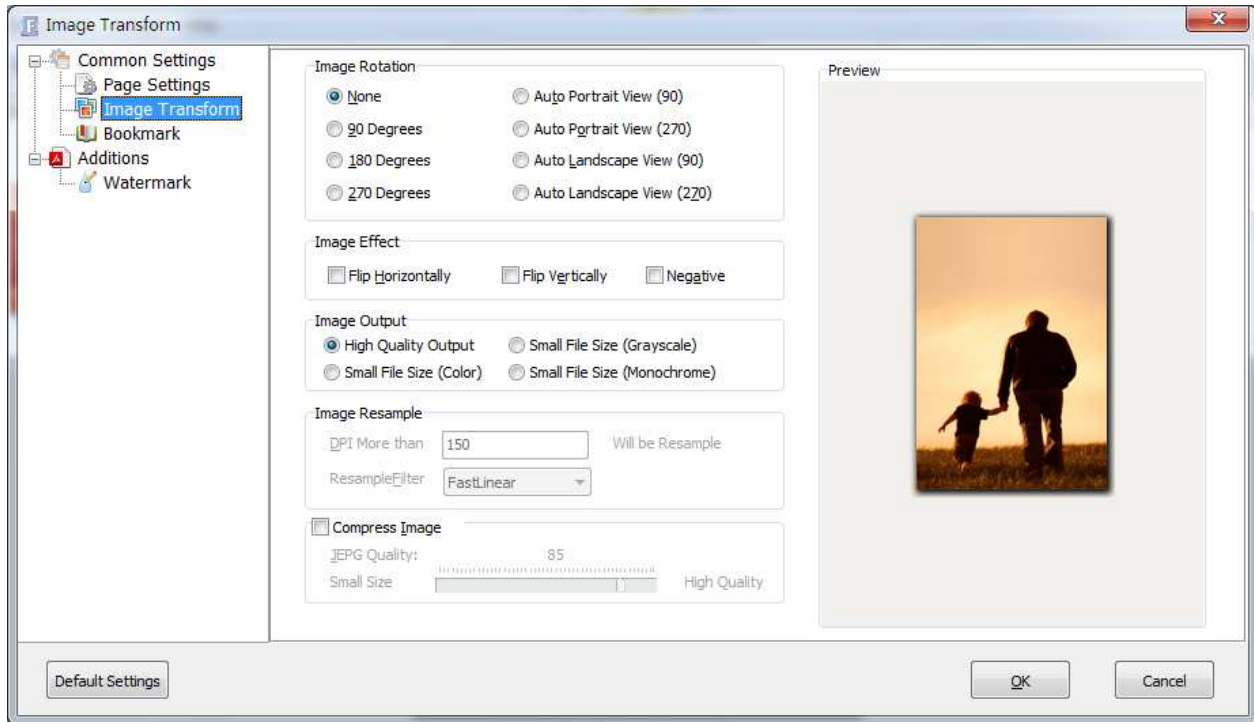 Image Transform
Common Settings
Page Settings
Image Transform
Bookmark
Additions
Watermark
Image Rotation
None
Auto Portrait View (90)
90 Degrees
Auto Portrait View (270)
180 Degrees
Auto Landscape View (90)
270 Degrees
Auto Landscape View (270)
Image Effect
Flip Horizontally
Flip Vertically
Negative
Image Output
High Quality Output
Small File Size (Grayscale)
Small File Size (Color)
Small File Size (Monochrome)
Image Resample
DPI More than
150
Will be Resample
ResampleFilter
FastLinear
Compress Image
JEPG Quality:
85
Small Size
High Quality
Preview
Default Settings
OK
Cancel